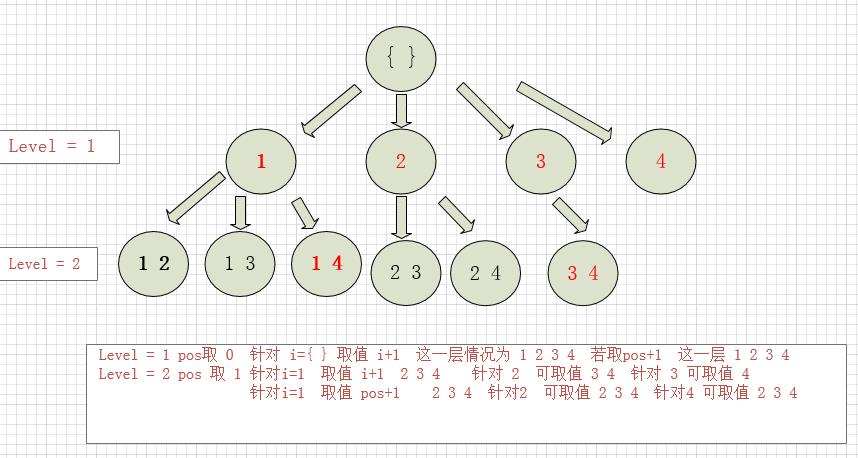 { }
Level = 1
1
2
3
4
Level = 2
1 2
1 3
1 4
2 3
2 4
3 4
Level = 1 pos取 0 针对 i={ } 取值 i+1 这一层情况为 1 2 3 4 若取pos+1 这一层 1 2 3 4
Level = 2 pos 取 1 针对i=1 取值 i+1 2 3 4 针对 2 可取值 3 4 针对 3 可取值 4
针对i=1 取值 pos+1 2 3 4 针对2 可取值 2 3 4 针对4 可取值 2 3 4